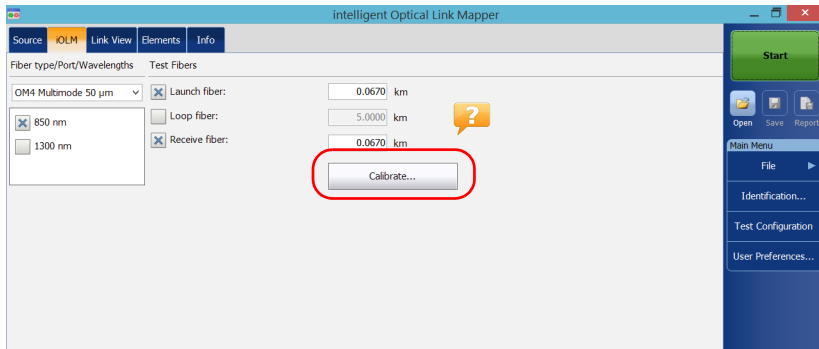 intelligent Optical Link Mapper
Source iOLM Link View Elements Info
Fiber type/Port/Wavelengths Test Fibers
OM4 Multimode 50 µm
850 nm
1300 nm
Launch fiber: 0.0670 km
Loop fiber: 5.0000 km
Receive fiber: 0.0670 km
?
Calibrate...
Start
Open Save Report
Main Menu
File
Identification...
Test Configuration
User Preferences...